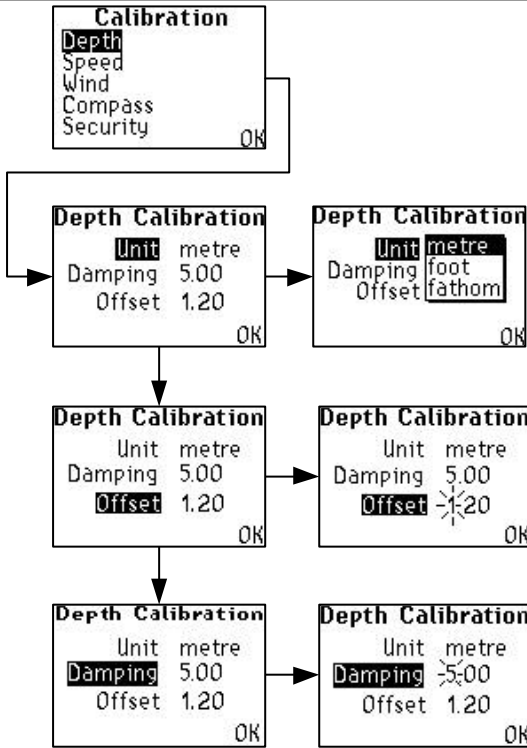 Calibration
Depth
Speed
Wind
Compass
Security
OK
Depth Calibration
Unit metre
Damping 5.00
Offset 1.20
OK
Depth Calibration
Unit metre
Damping foot
Offset fathom
OK
Depth Calibration
Unit metre
Damping 5.00
Offset 1.20
OK
Depth Calibration
Unit metre
Damping 5.00
Offset 1.20
OK
Depth Calibration
Unit metre
Damping 5.00
Offset 1.20
OK
Depth Calibration
Unit metre
Damping 5.00
Offset 1.20
OK